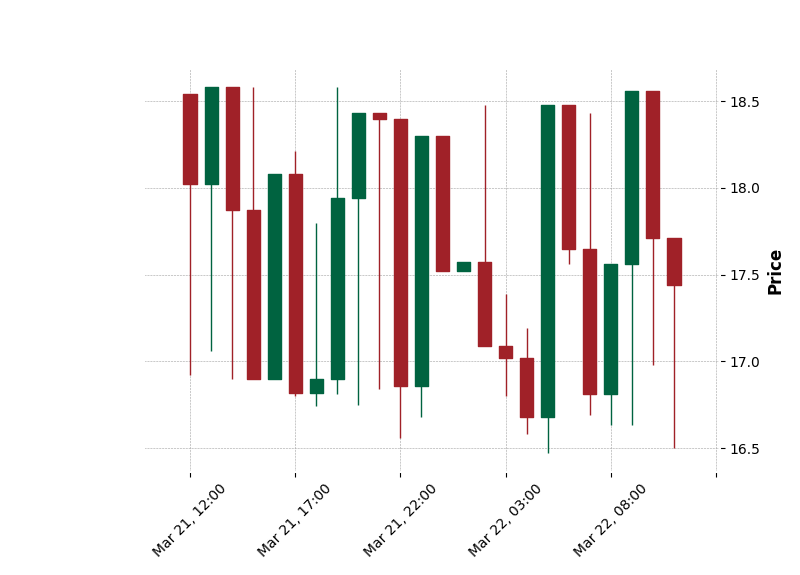 18.5
18.0
17.5
17.0
16.5
Price
Mar 21, 12:00
Mar 21, 17:00
Mar 21, 22:00
Mar 22, 03:00
Mar 22, 08:00